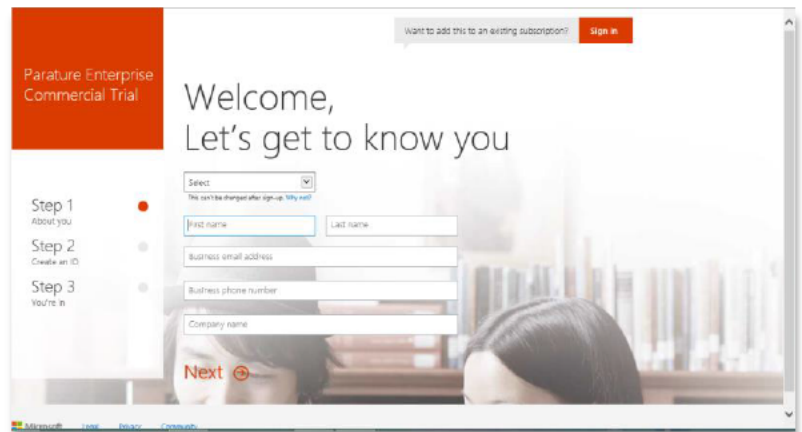 Want to add this to an existing subscription? Sign in
Parature Enterprise
Commercial Trial
Welcome,
Let's get to know you
Select
This can't be changed after sign-up. Why not?
First name Last name
Step 1
About you
Business email address
Step 2
Create an ID
Business phone number
Step 3
You're in
Company name
Next
Microsoft Legal Privacy Community